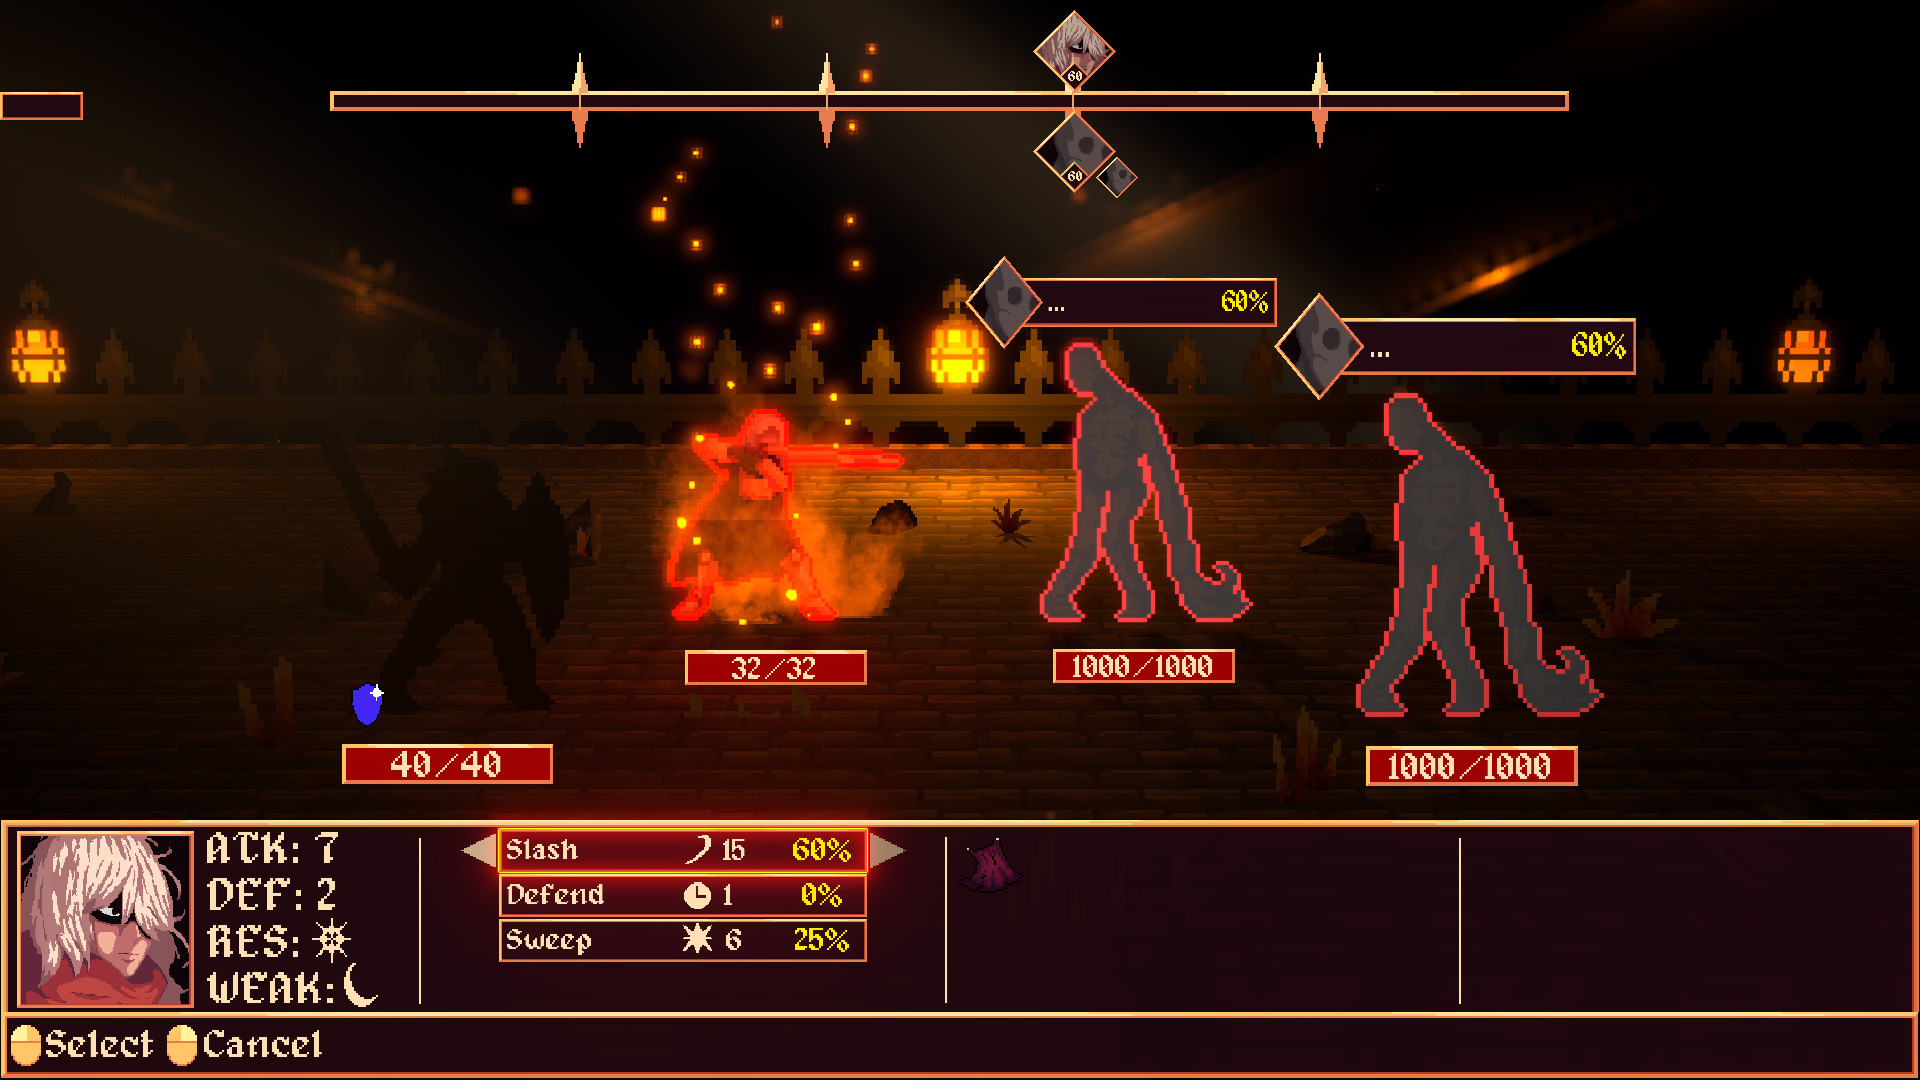 60
60
... 60%
... 60%
32/32
1000/1000
40/40
1000/1000
ATK: 7
DEF: 2
RES:
WEAK:
Slash 15 60%
Defend 1 0%
Sweep 6 25%
Select Cancel